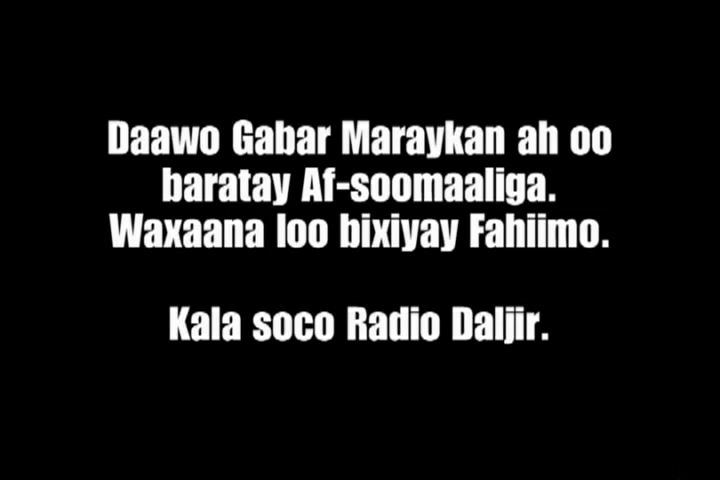 Daawo Gabar Maraykan ah oo
baratay Af-soomaaliga.
Waxaana loo bixiyay Fahiimo.
Kala soco Radio Daljir.